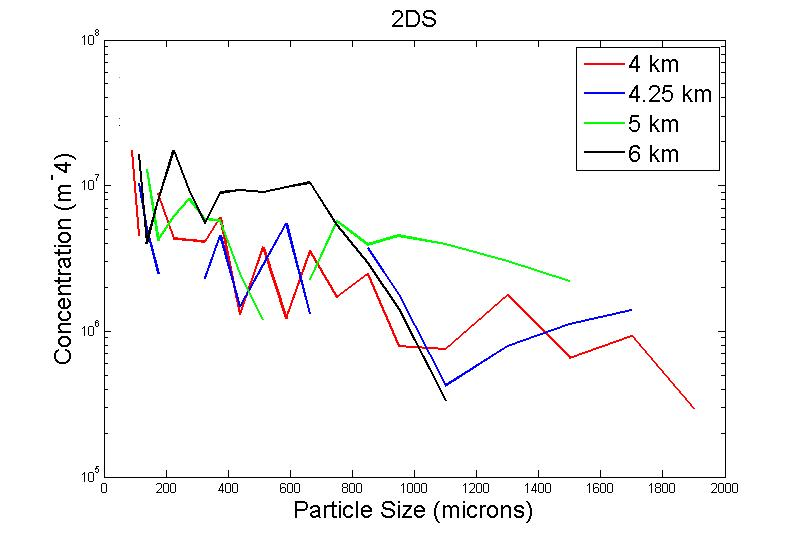 2DS
10^8
4 km
4.25 km
5 km
6 km
10^7
Concentration (m^-4)
10^6
10^5
0 200 400 600 800 1000 1200 1400 1600 1800 2000
Particle Size (microns)